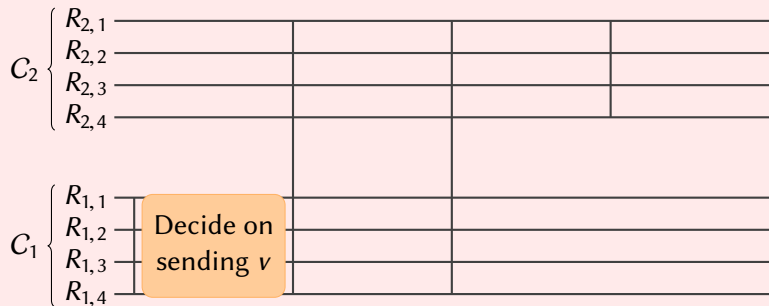 C₂
R₂,₁
R₂,₂
R₂,₃
R₂,₄
C₁
R₁,₁
R₁,₂
R₁,₃
R₁,₄
Decide on
sending v